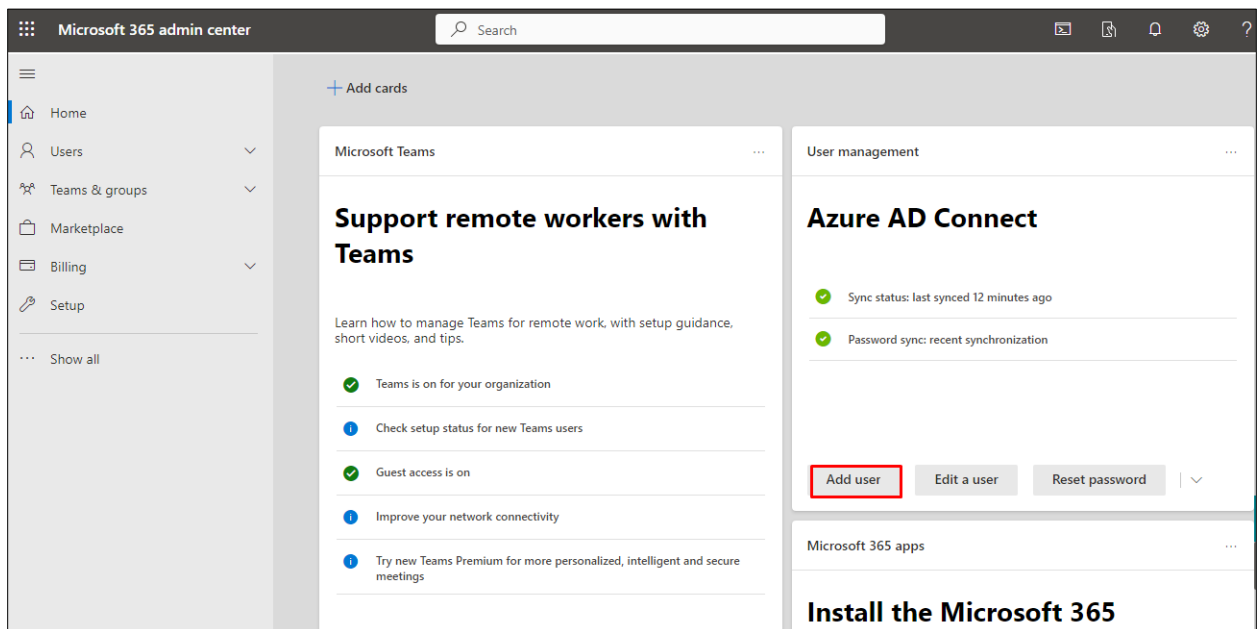 Microsoft 365 admin center
Search
?
Home
Users
Teams & groups
Marketplace
Billing
Setup
Show all
Add cards
Microsoft Teams
Support remote workers with
Teams
Learn how to manage Teams for remote work, with setup guidance,
short videos, and tips.
Teams is on for your organization
Check setup status for new Teams users
Guest access is on
Improve your network connectivity
Try new Teams Premium for more personalized, intelligent and secure
meetings
User management
Azure AD Connect
Sync status: last synced 12 minutes ago
Password sync: recent synchronization
Add user Edit a user Reset password
Microsoft 365 apps
Install the Microsoft 365